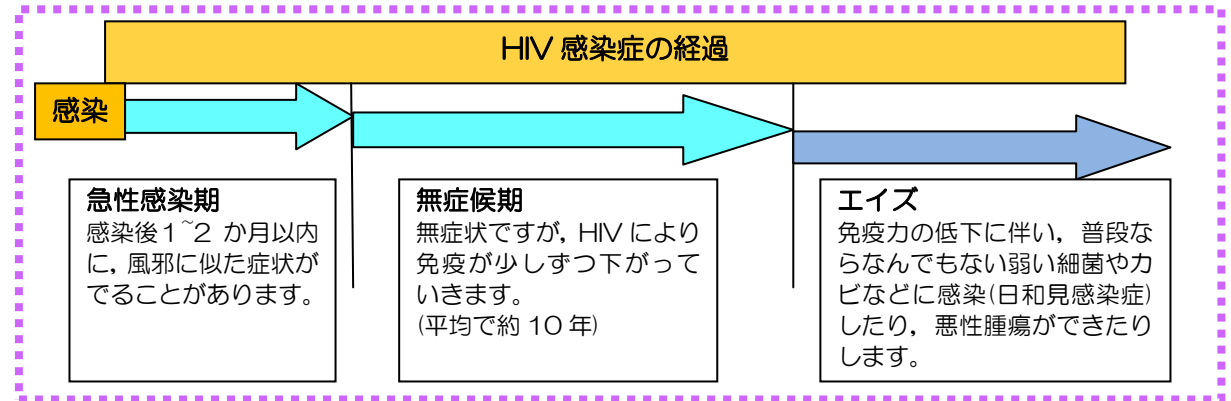 HIV 感染症の経過
感染
急性感染期
感染後1~2 か月以内
に，風邪に似た症状が
でることがあります。
無症候期
無症状ですが，HIV により
免疫が少しずつ下がって
いきます。
(平均で約 10 年)
エイズ
免疫力の低下に伴い，普段な
らなんでもない弱い細菌やカ
ビなどに感染(日和見感染症)
したり，悪性腫瘍ができたり
します。